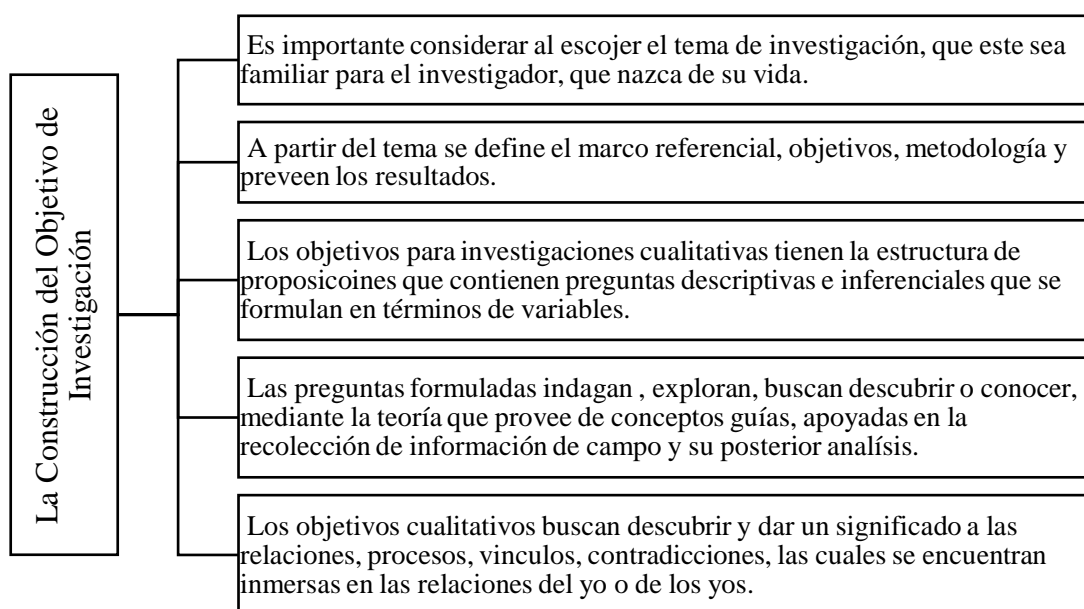 La Construcción del Objetivo de
Investigación
Es importante considerar al escojer el tema de investigación, que este sea
familiar para el investigador, que nazca de su vida.
A partir del tema se define el marco referencial, objetivos, metodología y
preveen los resultados.
Los objetivos para investigaciones cualitativas tienen la estructura de
proposicoines que contienen preguntas descriptivas e inferenciales que se
formulan en términos de variables.
Las preguntas formuladas indagan , exploran, buscan descubrir o conocer,
mediante la teoría que provee de conceptos guías, apoyadas en la
recolección de información de campo y su posterior analísis.
Los objetivos cualitativos buscan descubrir y dar un significado a las
relaciones, procesos, vinculos, contradicciones, las cuales se encuentran
inmersas en las relaciones del yo o de los yos.